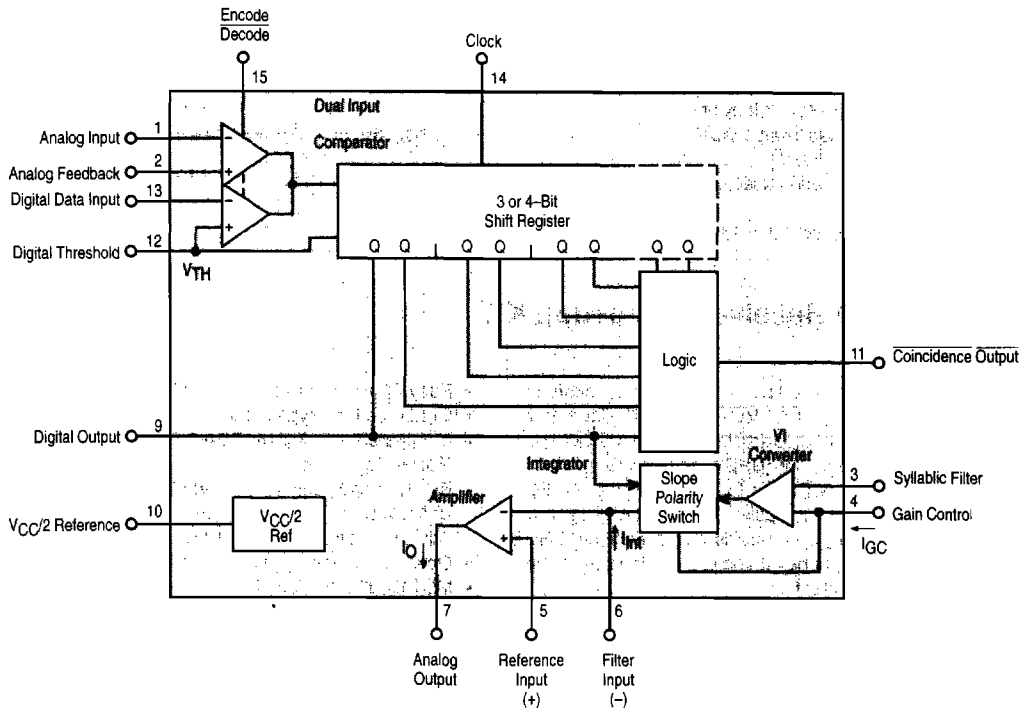 Encode
Decode
15
Clock
14
Dual Input
Comparator
Analog Input
1
Analog Feedback
2
Digital Data Input
13
Digital Threshold
12
VTH
- + - +
3 or 4–Bit
Shift Register
Q Q Q Q Q Q Q Q
Logic
11
Coincidence Output
Digital Output
9
Integrator
VI
Converter
Slope
Polarity
Switch
3
Syllabic Filter
4
Gain Control
IGC
VCC/2 Reference
10
VCC/2
Ref
Amplifier
- +
IO
IInt
7
5
6
Analog
Output
Reference
Input
(+)
Filter
Input
(–)